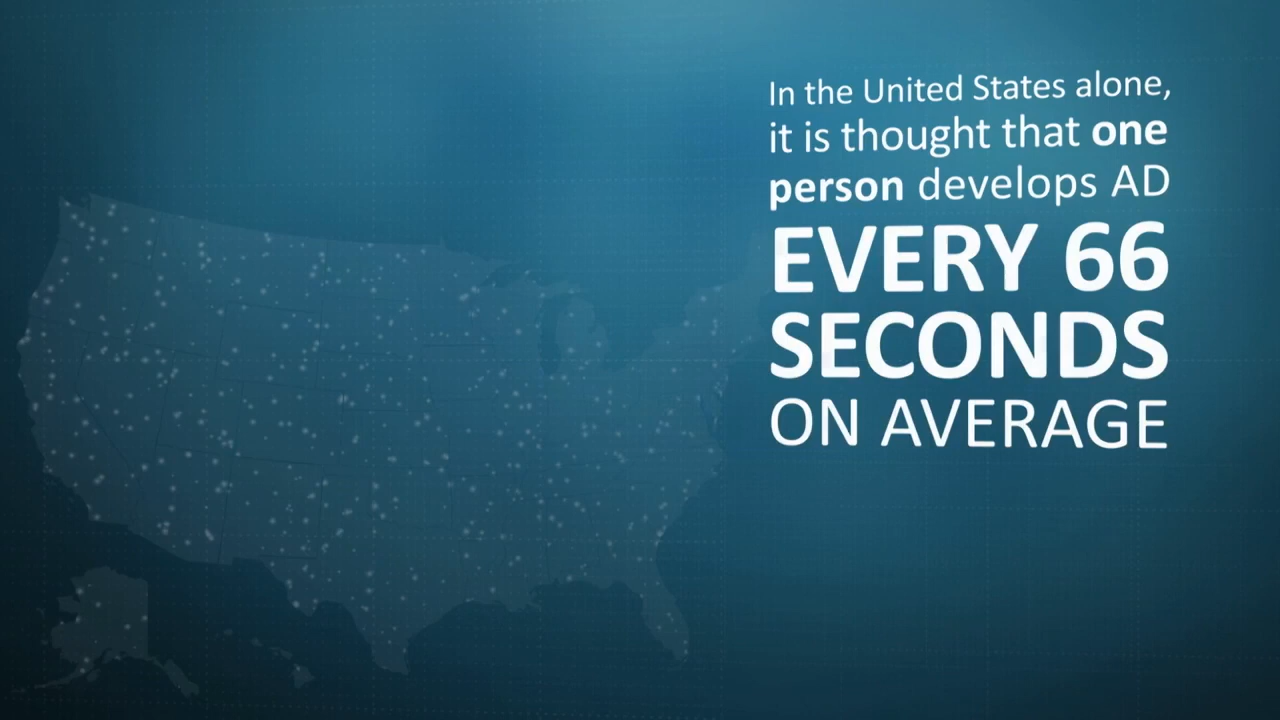 In the United States alone,
it is thought that one
person develops AD
EVERY 66
SECONDS
ON AVERAGE